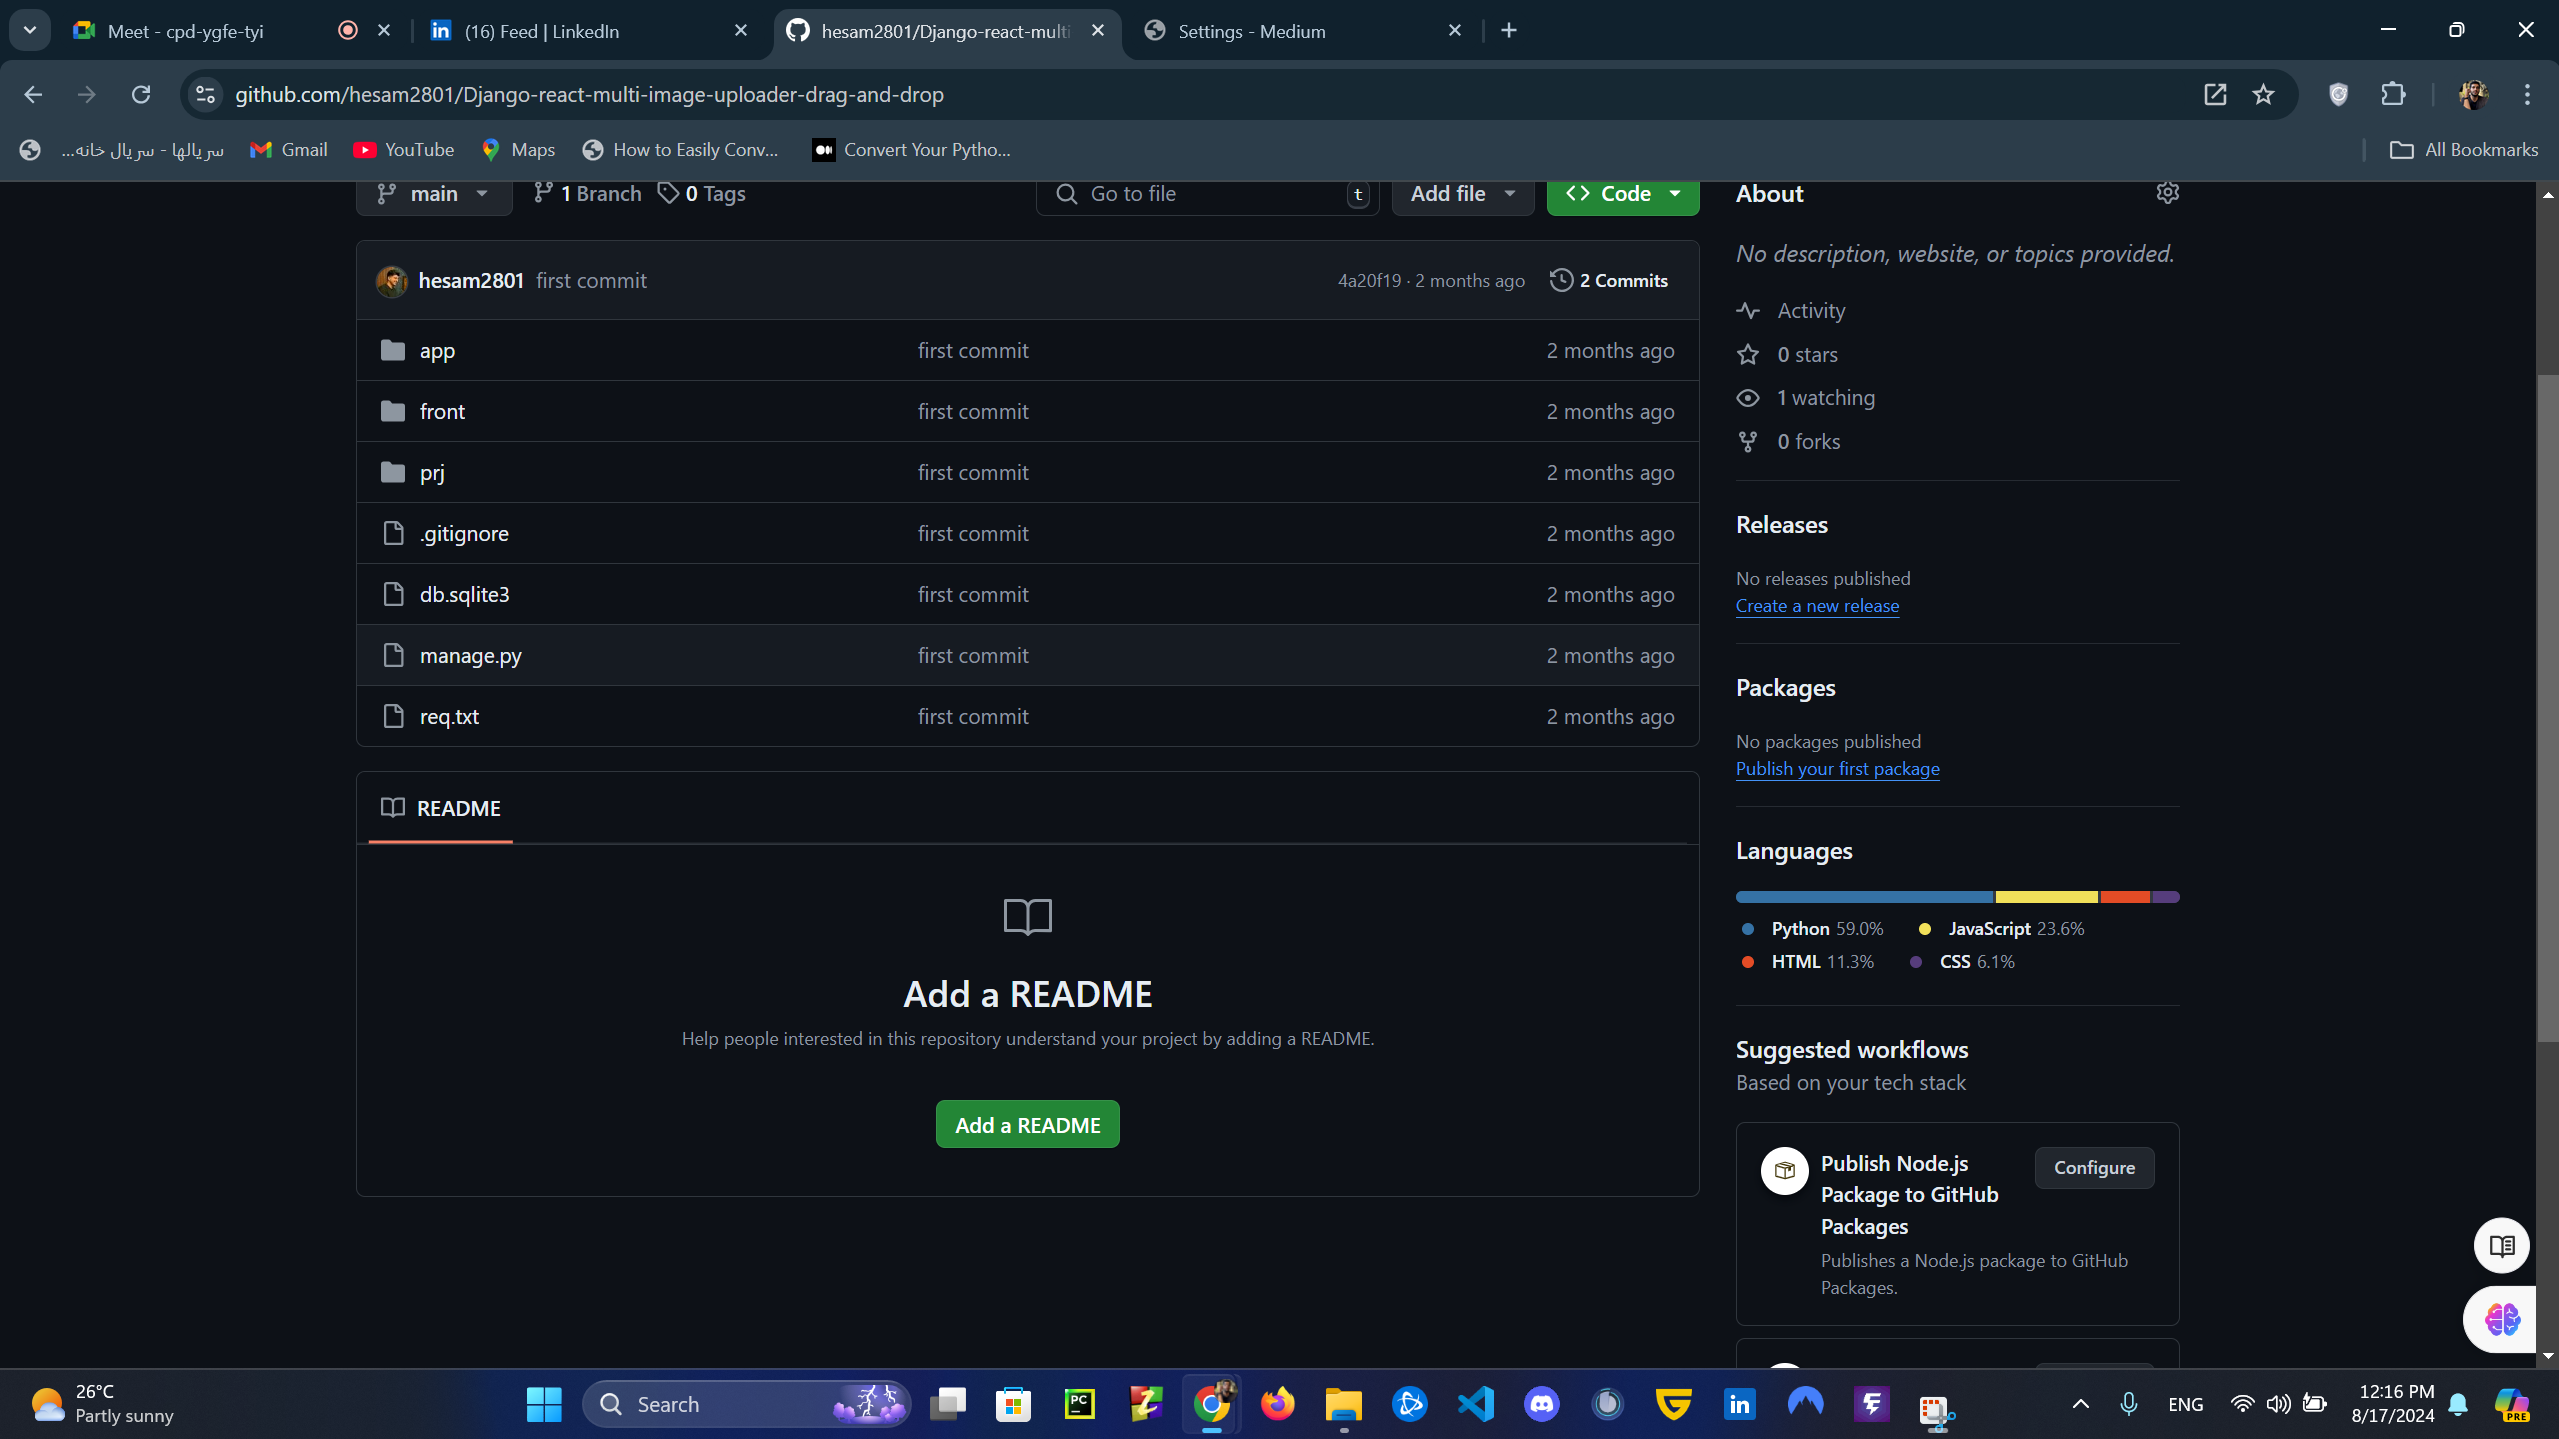 Meet - cpd-ygfe-tyi
(16) Feed | LinkedIn
hesam2801/Django-react-multi
Settings - Medium
github.com/hesam2801/Django-react-multi-image-uploader-drag-and-drop
سریالها - سریال خانه...
Gmail
YouTube
Maps
How to Easily Conv...
Convert Your Pytho...
All Bookmarks
main
1 Branch
0 Tags
Go to file
t
Add file
Code
About
No description, website, or topics provided.
hesam2801 first commit
4a20f19 · 2 months ago
2 Commits
app first commit 2 months ago
front first commit 2 months ago
prj first commit 2 months ago
.gitignore first commit 2 months ago
db.sqlite3 first commit 2 months ago
manage.py first commit 2 months ago
req.txt first commit 2 months ago
Activity
0 stars
1 watching
0 forks
Releases
No releases published
Create a new release
Packages
No packages published
Publish your first package
Languages
Python 59.0% JavaScript 23.6%
HTML 11.3% CSS 6.1%
README
Add a README
Help people interested in this repository understand your project by adding a README.
Add a README
Suggested workflows
Based on your tech stack
Publish Node.js
Package to GitHub
Packages
Configure
Publishes a Node.js package to GitHub
Packages.
26°C
Partly sunny
Search
PC
in
PRE
ENG
12:16 PM
8/17/2024